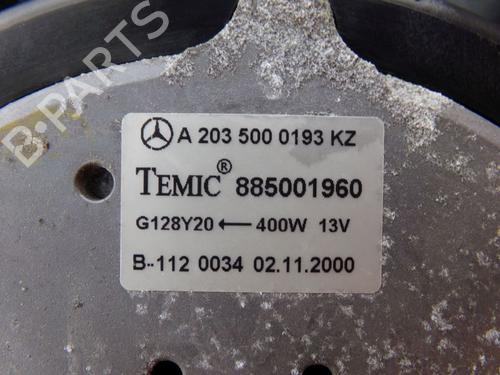 B-PARTS
A 203 500 0193 KZ
TEMIC® 885001960
G128Y20 ← 400W 13V
B--112 0034 02.11.2000